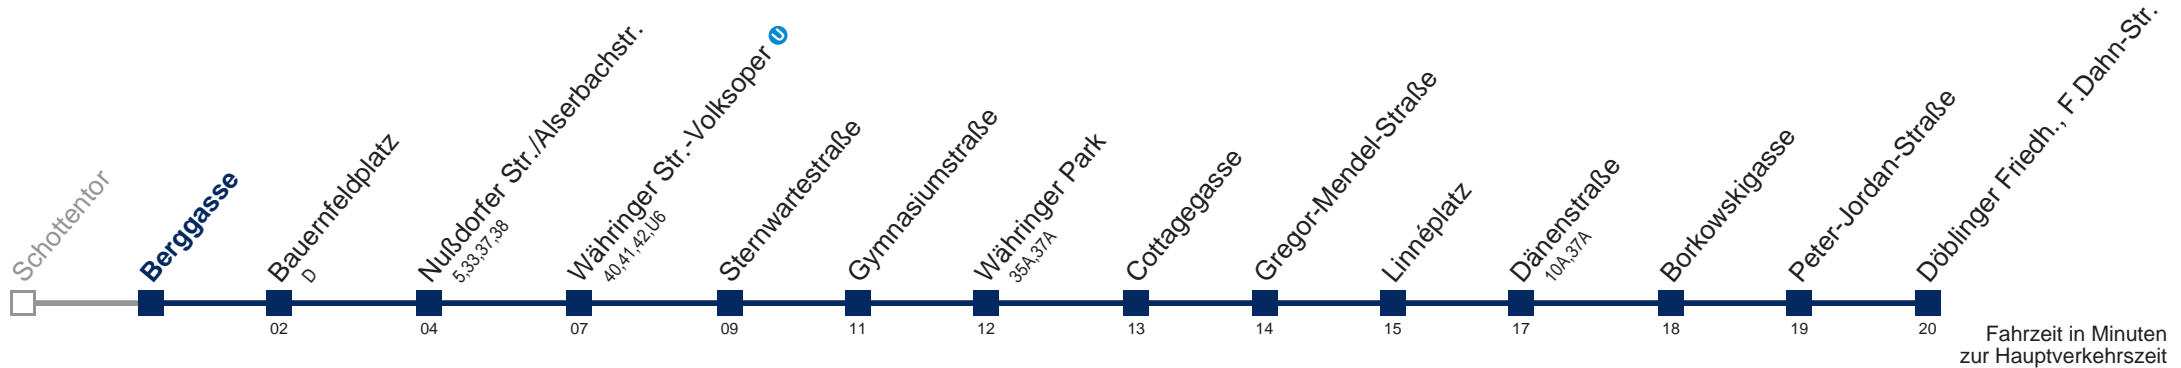 Schottentor
Berggasse
Bauernfeldplatz
D
Nußdorfer Str./Alserbachstr.
5,33,37,38
Währinger Str.-Volksoper U
40,41,42,U6
Sternwartestraße
Gymnasiumstraße
Währinger Park
35A,37A
Cottagegasse
Gregor-Mendel-Straße
Linnéplatz
Dänenstraße
10A,37A
Borkowskigasse
Peter-Jordan-Straße
Döblinger Friedh., F.Dahn-Str.
02 04 07 09 11 12 13 14 15 17 18 19 20
Fahrzeit in Minuten
zur Hauptverkehrszeit